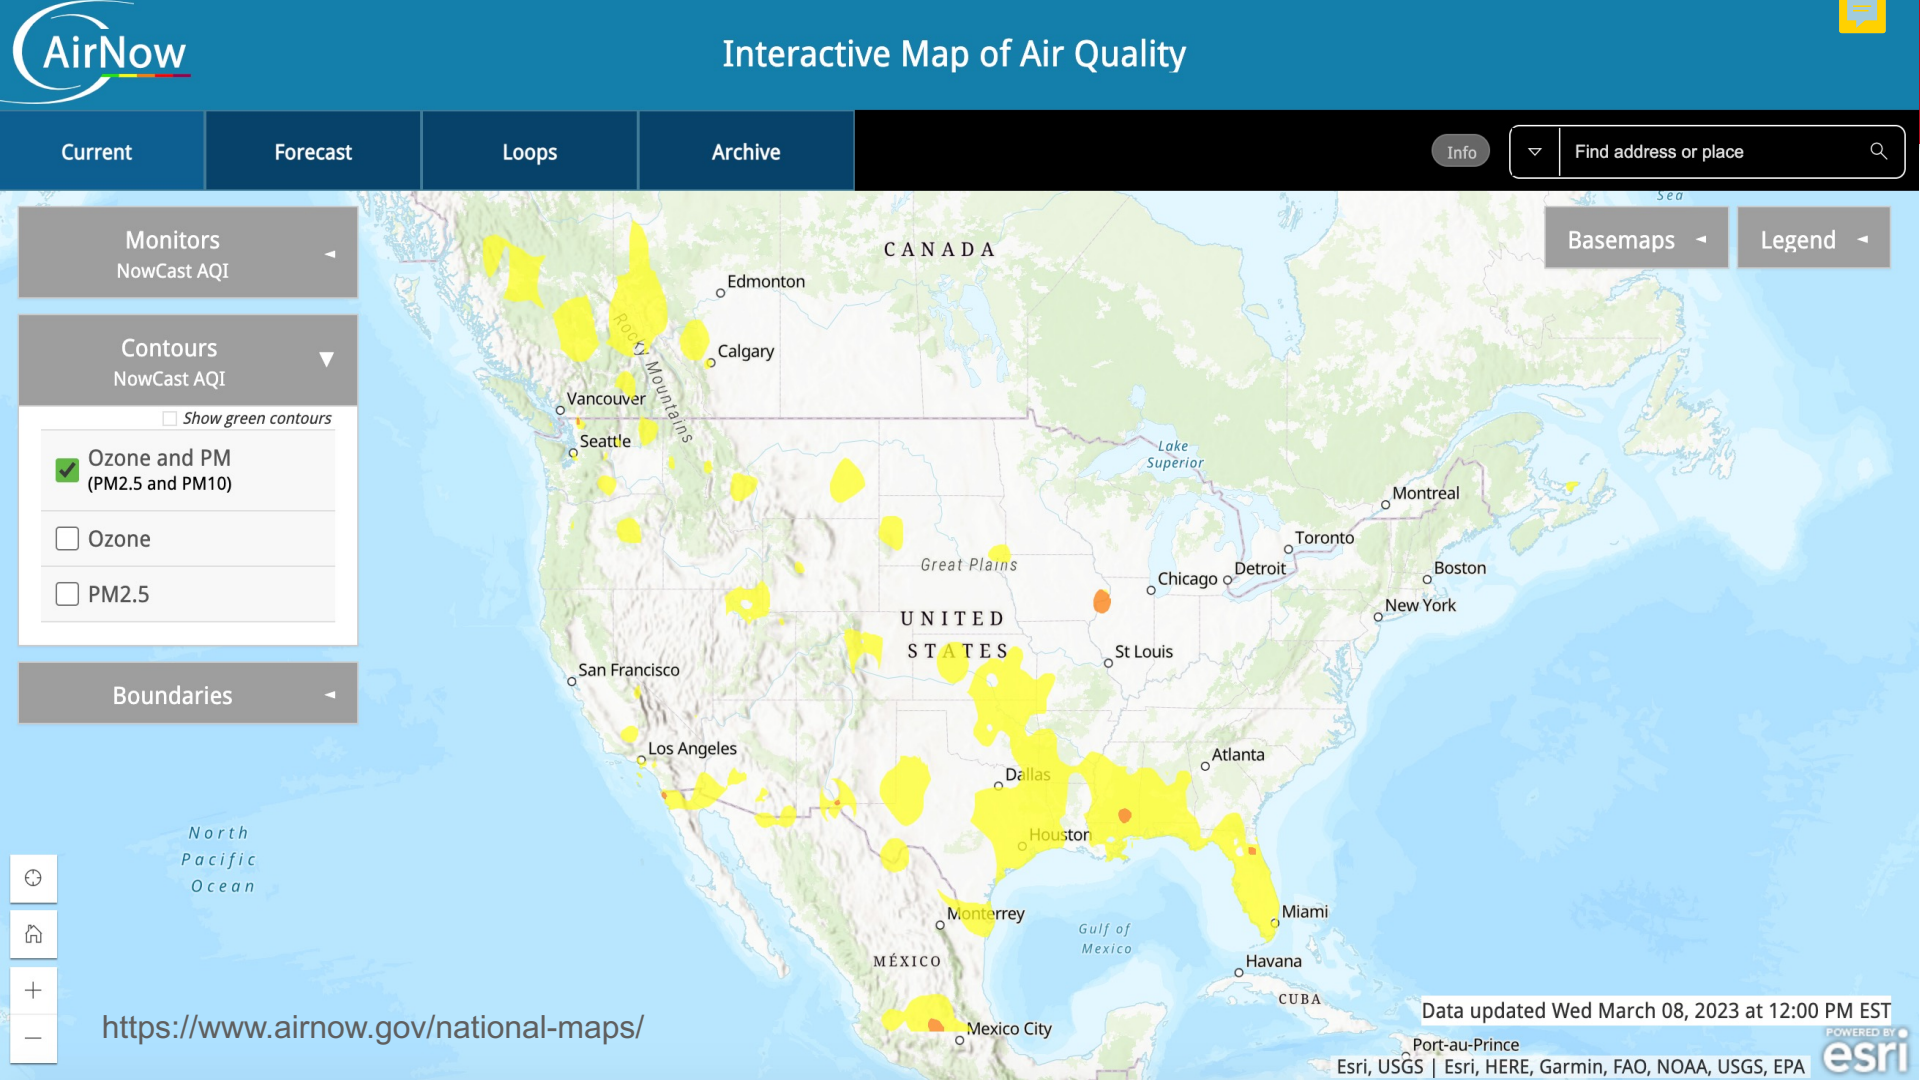 AirNow
Interactive Map of Air Quality
Current
Forecast
Loops
Archive
Info
Find address or place
Monitors
NowCast AQI
Contours
NowCast AQI
Show green contours
Ozone and PM
(PM2.5 and PM10)
Ozone
PM2.5
Boundaries
Basemaps
Legend
Sea
CANADA
Edmonton
Calgary
Rocky Mountains
Vancouver
Seattle
Lake
Superior
Montreal
Toronto
Detroit
Chicago
Boston
New York
Great Plains
UNITED
STATES
St Louis
San Francisco
Los Angeles
Atlanta
Dallas
Houston
North
Pacific
Ocean
Monterrey
Miami
Gulf of
Mexico
MÉXICO
Havana
CUBA
Mexico City
Port-au-Prince
https://www.airnow.gov/national-maps/
Data updated Wed March 08, 2023 at 12:00 PM EST
POWERED BY
esri
Esri, USGS | Esri, HERE, Garmin, FAO, NOAA, USGS, EPA